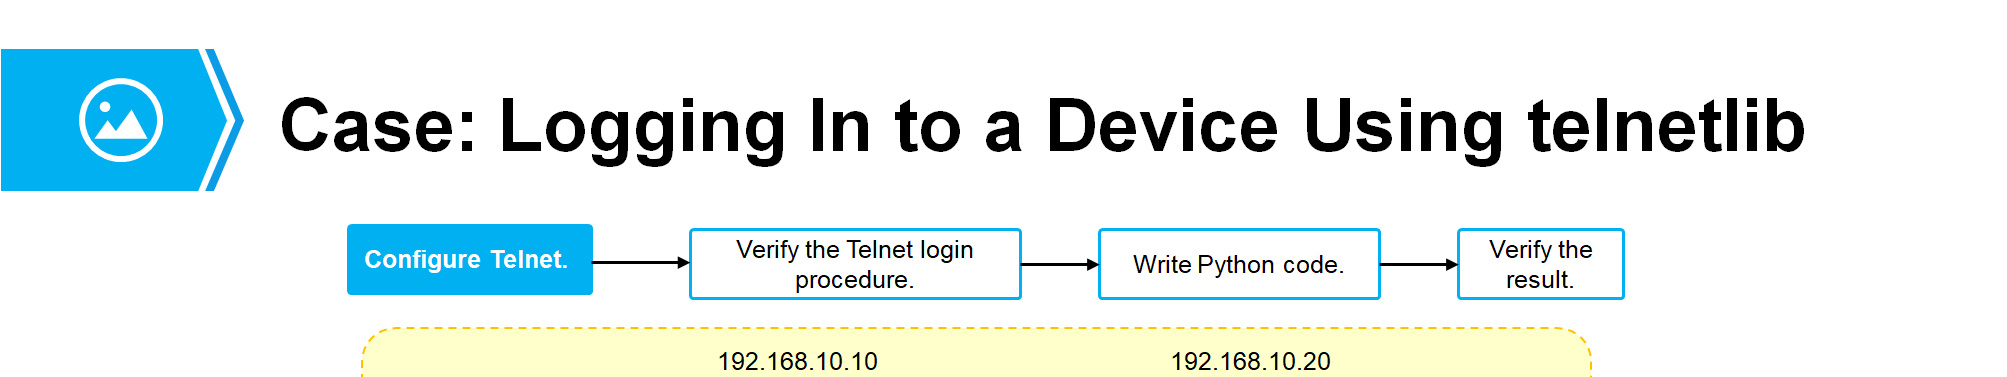 Case: Logging In to a Device Using telnetlib
Configure Telnet.
Verify the Telnet login
procedure.
Write Python code.
Verify the
result.
192.168.10.10
192.168.10.20